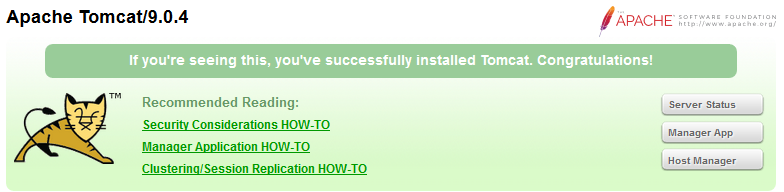 Apache Tomcat/9.0.4
THE
APACHE® SOFTWARE FOUNDATION
http://www.apache.org/
If you're seeing this, you've successfully installed Tomcat. Congratulations!
TM
Recommended Reading:
Security Considerations HOW-TO
Manager Application HOW-TO
Clustering/Session Replication HOW-TO
Server Status
Manager App
Host Manager